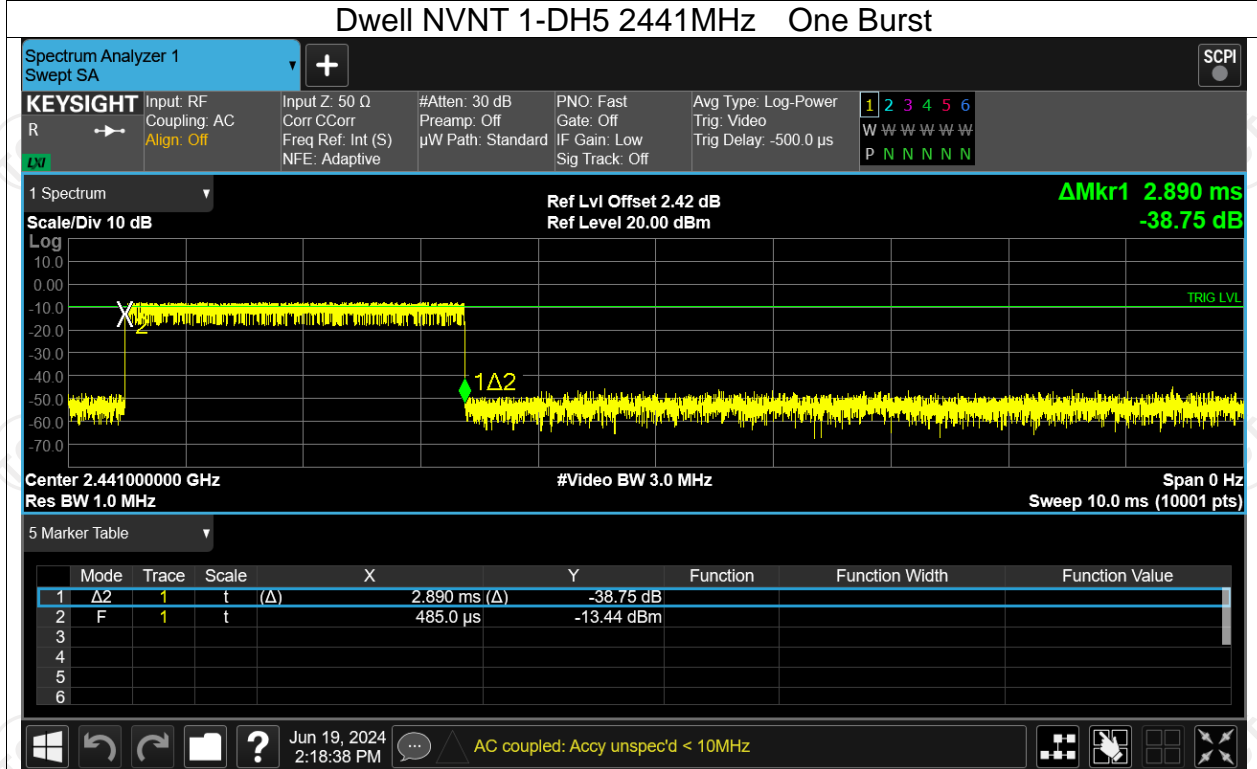 Dwell NVNT 1-DH5 2441MHz One Burst
Spectrum Analyzer 1
Swept SA
+
SCPI
KEYSIGHT
R
LXI
Input: RF
Coupling: AC
Align: Off
Input Z: 50 Ω
Corr CCorr
Freq Ref: Int (S)
NFE: Adaptive
#Atten: 30 dB
Preamp: Off
µW Path: Standard
PNO: Fast
Gate: Off
IF Gain: Low
Sig Track: Off
Avg Type: Log-Power
Trig: Video
Trig Delay: -500.0 µs
1 2 3 4 5 6
W W W W W W
P N N N N N
1 Spectrum
Scale/Div 10 dB
Ref Lvl Offset 2.42 dB
Ref Level 20.00 dBm
ΔMkr1 2.890 ms
-38.75 dB
Log
10.0
0.00
-10.0
-20.0
-30.0
-40.0
-50.0
-60.0
-70.0
TRIG LVL
X
2
1Δ2
Center 2.441000000 GHz
Res BW 1.0 MHz
#Video BW 3.0 MHz
Span 0 Hz
Sweep 10.0 ms (10001 pts)
5 Marker Table
Mode Trace Scale X Y Function Function Width Function Value
1 Δ2 1 t (Δ) 2.890 ms (Δ) -38.75 dB
2 F 1 t 485.0 µs -13.44 dBm
3
4
5
6
?
Jun 19, 2024
2:18:38 PM
AC coupled: Accy unspec'd < 10MHz